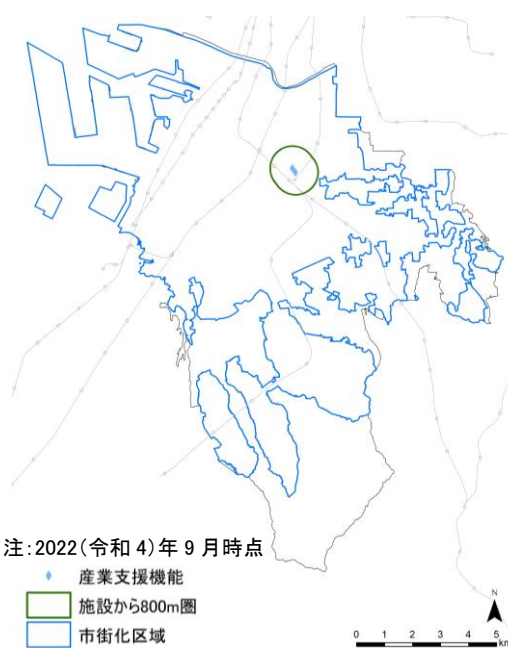 注：2022（令和 4）年 9 月時点
産業支援機能
施設から800m圏
市街化区域
N
0 1 2 3 4 5
km